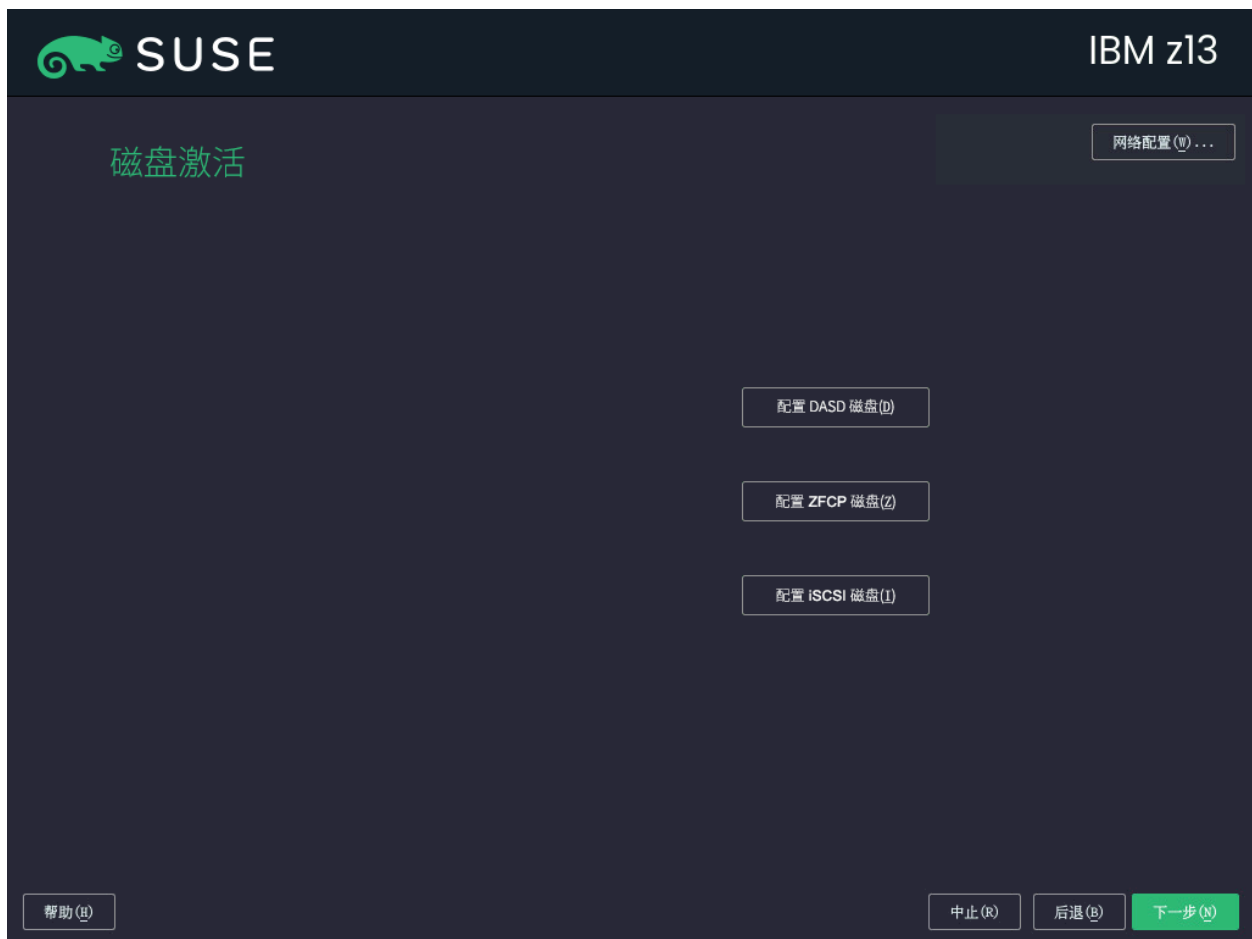 SUSE
IBM z13
磁盘激活
网络配置(W)...
配置 DASD 磁盘(D)
配置 ZFCP 磁盘(Z)
配置 iSCSI 磁盘(I)
帮助(H)
中止(R)
后退(B)
下一步(N)